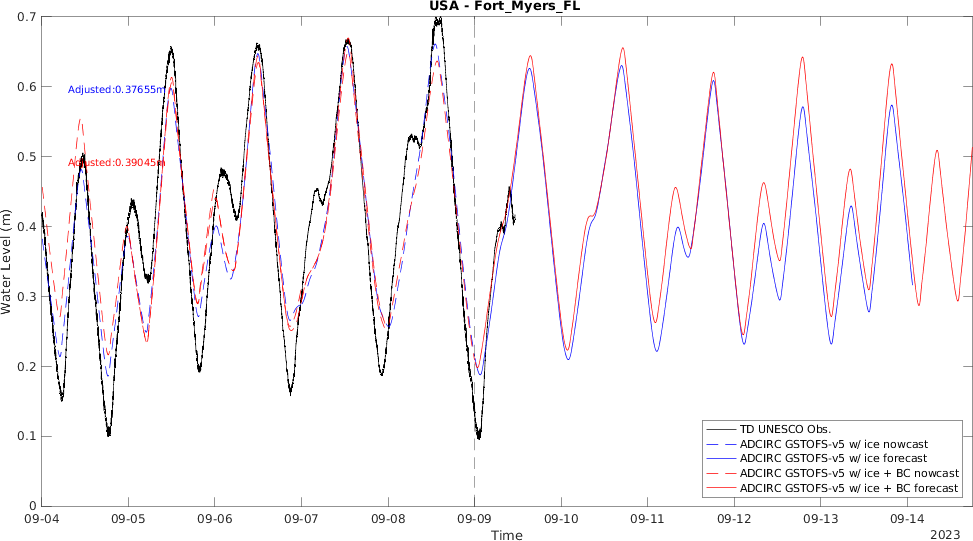 USA - Fort_Myers_FL
0.7
0.6
0.5
0.4
0.3
0.2
0.1
0
Water Level (m)
Adjusted:0.37655m
Adjusted:0.39045m
TD UNESCO Obs.
ADCIRC GSTOFS-v5 w/ ice nowcast
ADCIRC GSTOFS-v5 w/ ice forecast
ADCIRC GSTOFS-v5 w/ ice + BC nowcast
ADCIRC GSTOFS-v5 w/ ice + BC forecast
09-04 09-05 09-06 09-07 09-08 09-09 09-10 09-11 09-12 09-13 09-14
Time
2023